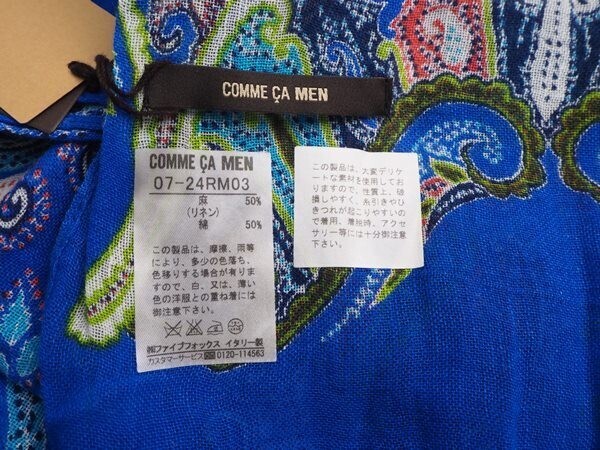 COMME ÇA MEN
COMME ÇA MEN
07-24RM03
麻 50%
(リネン)
綿 50%
この製品は、摩擦、雨等
により、多少の色落ち、
色移りする場合が有りま
すので、白、又は、薄い
色の洋服との重ね着には
御注意下さい。
㈱ファイブフォックス イタリー製
カスタマーサービス 0120-114563
この製品は、大変デリケ
ートな素材を使用してお
りますので、性質上、破
損しやすく、糸引きやひ
きつれが起こりやすいの
で着用、着脱時、アクセ
サリー等には十分御注意
下さい。